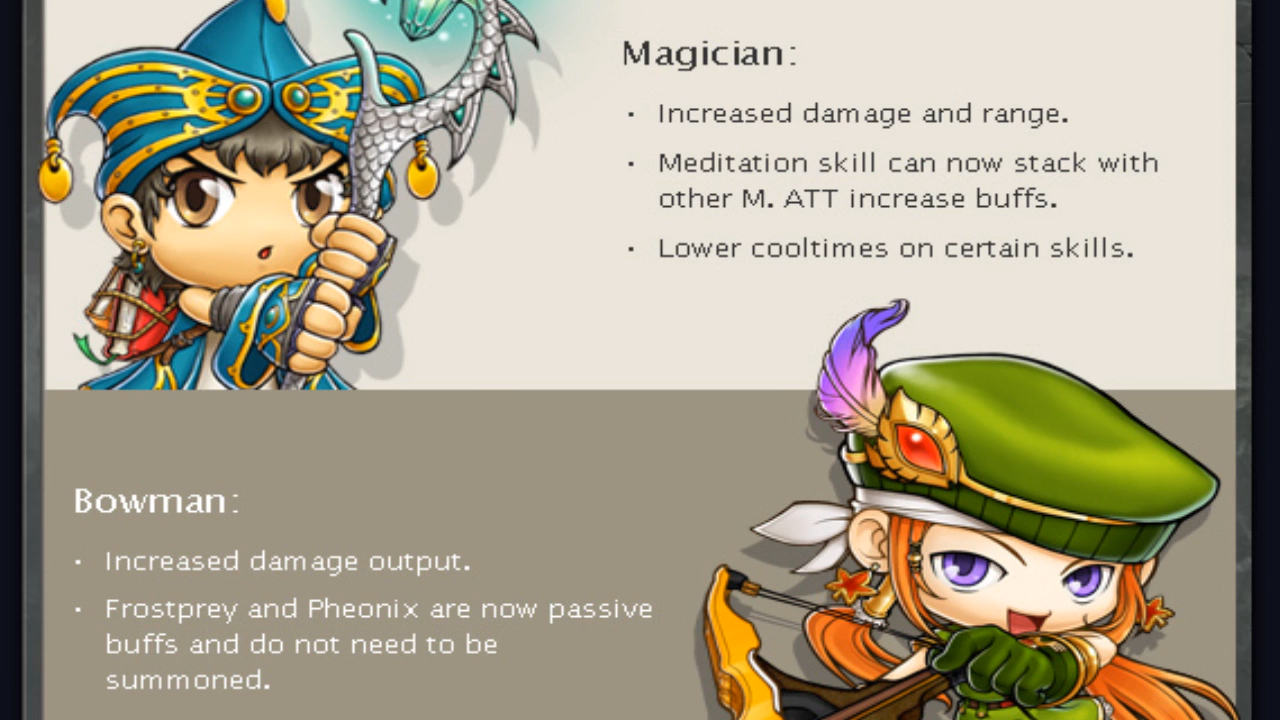 Magician:
· Increased damage and range.
· Meditation skill can now stack with
other M. ATT increase buffs.
· Lower cooltimes on certain skills.
Bowman:
· Increased damage output.
· Frostprey and Pheonix are now passive
buffs and do not need to be
summoned.